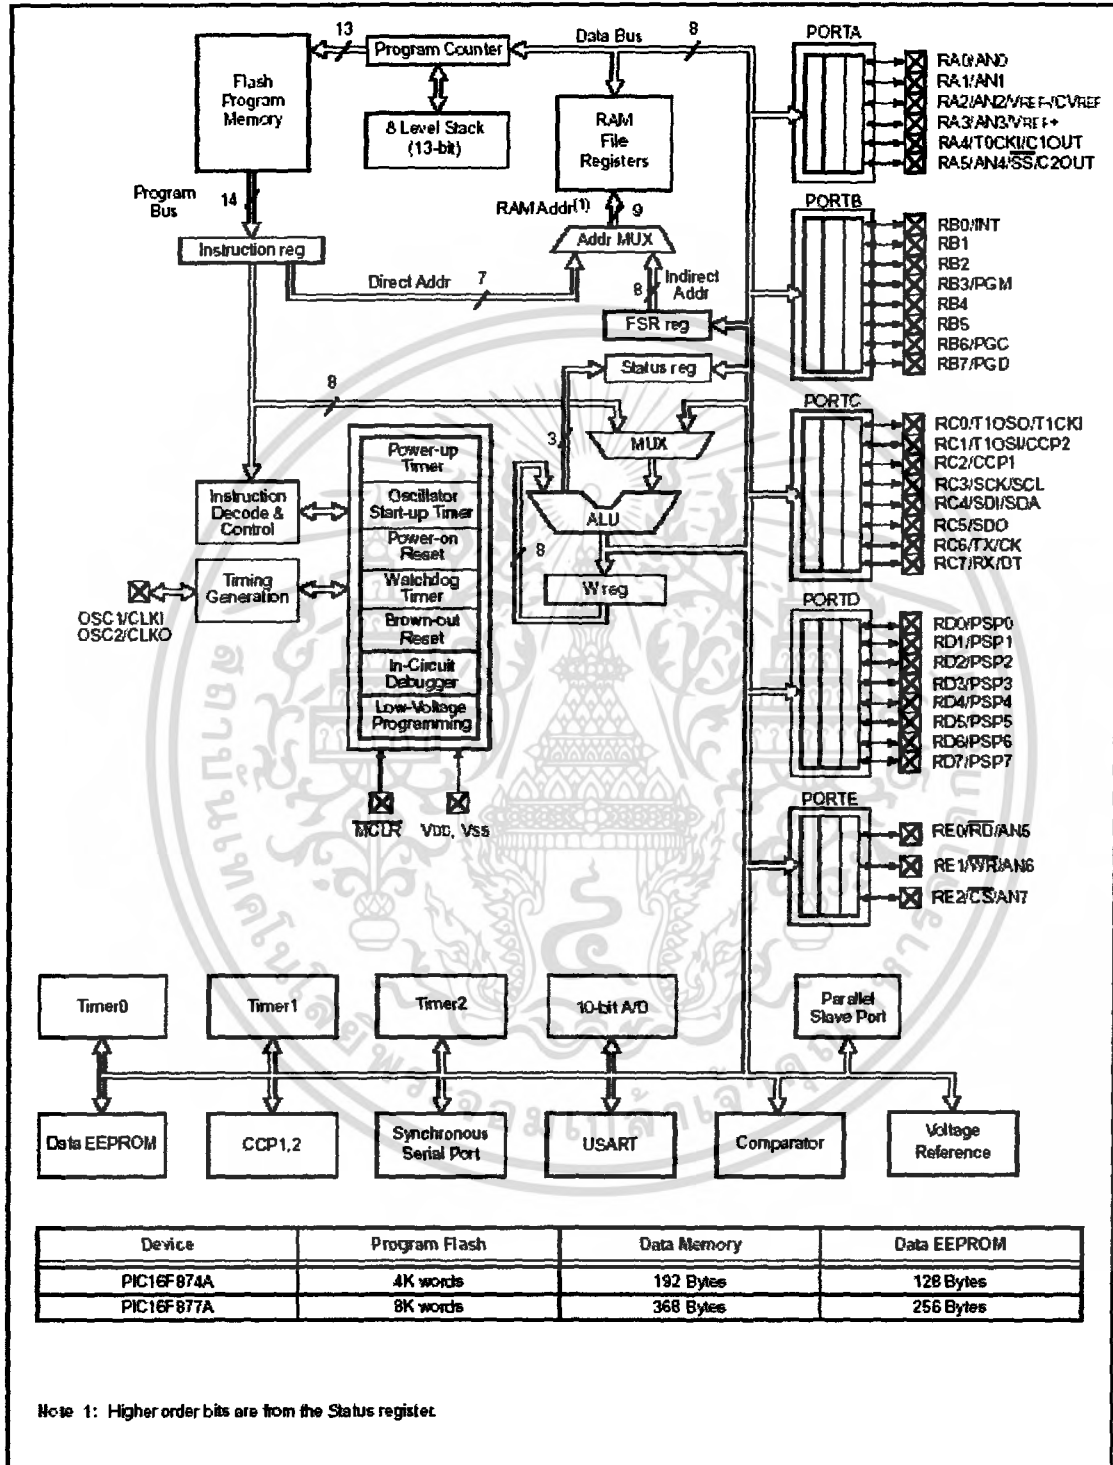 13
Program Counter
Data Bus
8
PORTA
Flash
Program
Memory
8 Level Stack
(13-bit)
RAM
File
Registers
RA0/AN0
RA1/AN1
RA2/AN2/VREF-/CVREF
RA3/AN3/VREF+
RA4/T0CKI/C1OUT
RA5/AN4/SS/C2OUT
Program
Bus
14
RAM Addr(1)
9
PORTB
Instruction reg
Addr MUX
Direct Addr
7
8
Indirect
Addr
FSR reg
RB0/INT
RB1
RB2
RB3/PGM
RB4
RB5
RB6/PGC
RB7/PGD
Status reg
8
3
MUX
PORTC
RC0/T1OSO/T1CKI
RC1/T1OSI/CCP2
RC2/CCP1
RC3/SCK/SCL
RC4/SDI/SDA
RC5/SDO
RC6/TX/CK
RC7/RX/DT
Power-up
Timer
Oscillator
Start-up Timer
Power-on
Reset
Watchdog
Timer
Brown-out
Reset
In-Circuit
Debugger
Low-Voltage
Programming
Instruction
Decode &
Control
Timing
Generation
OSC1/CLKI
OSC2/CLKO
ALU
8
W reg
MCLR
VDD, VSS
PORTD
RD0/PSP0
RD1/PSP1
RD2/PSP2
RD3/PSP3
RD4/PSP4
RD5/PSP5
RD6/PSP6
RD7/PSP7
PORTE
RE0/RD/AN5
RE1/WR/AN6
RE2/CS/AN7
Timer0
Timer1
Timer2
10-bit A/D
Parallel
Slave Port
Data EEPROM
CCP1,2
Synchronous
Serial Port
USART
Comparator
Voltage
Reference
Device Program Flash Data Memory Data EEPROM
PIC16F874A 4K words 192 Bytes 128 Bytes
PIC16F877A 8K words 368 Bytes 256 Bytes
Note 1: Higher order bits are from the Status register.